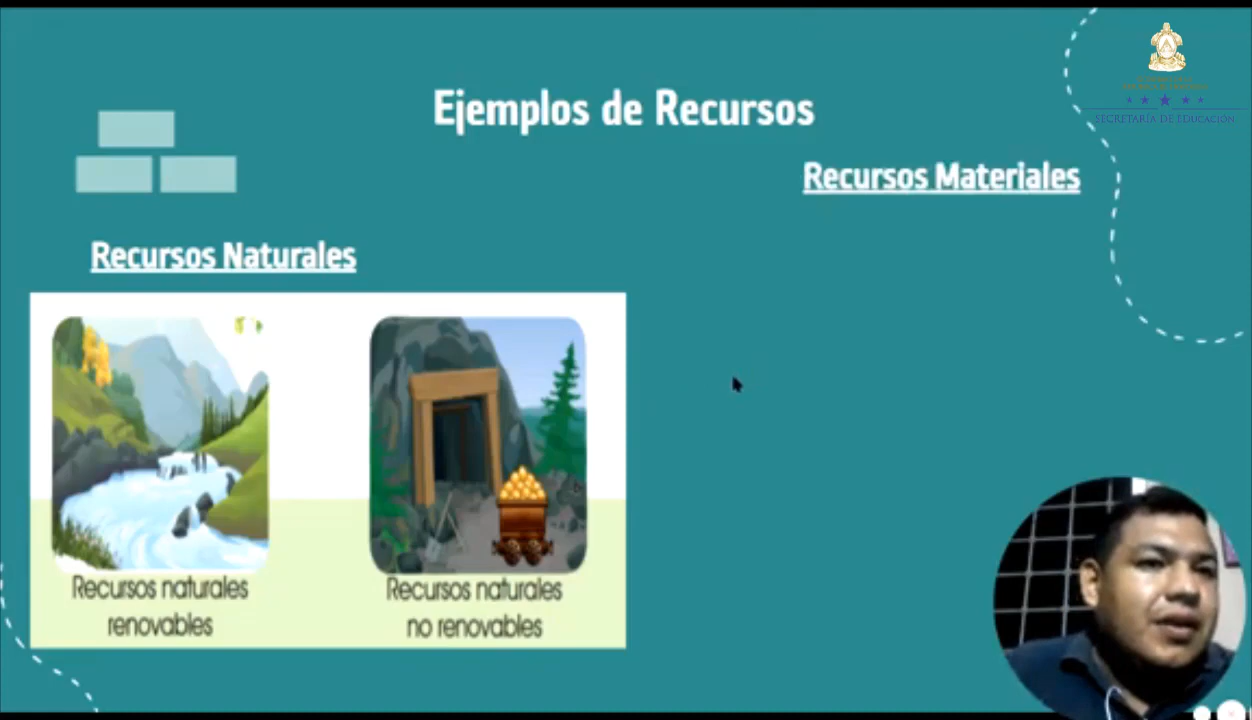 Ejemplos de Recursos
SECRETARÍA DE EDUCACIÓN
Recursos Materiales
Recursos Naturales
Recursos naturales
renovables
Recursos naturales
no renovables